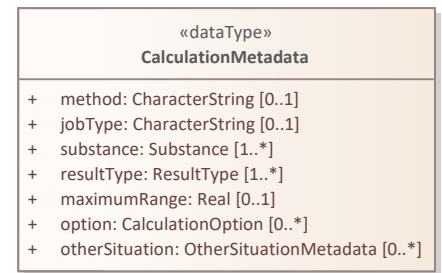 «dataType»
CalculationMetadata
+ method: CharacterString [0..1]
+ jobType: CharacterString [0..1]
+ substance: Substance [1..*]
+ resultType: ResultType [1..*]
+ maximumRange: Real [0..1]
+ option: CalculationOption [0..*]
+ otherSituation: OtherSituationMetadata [0..*]